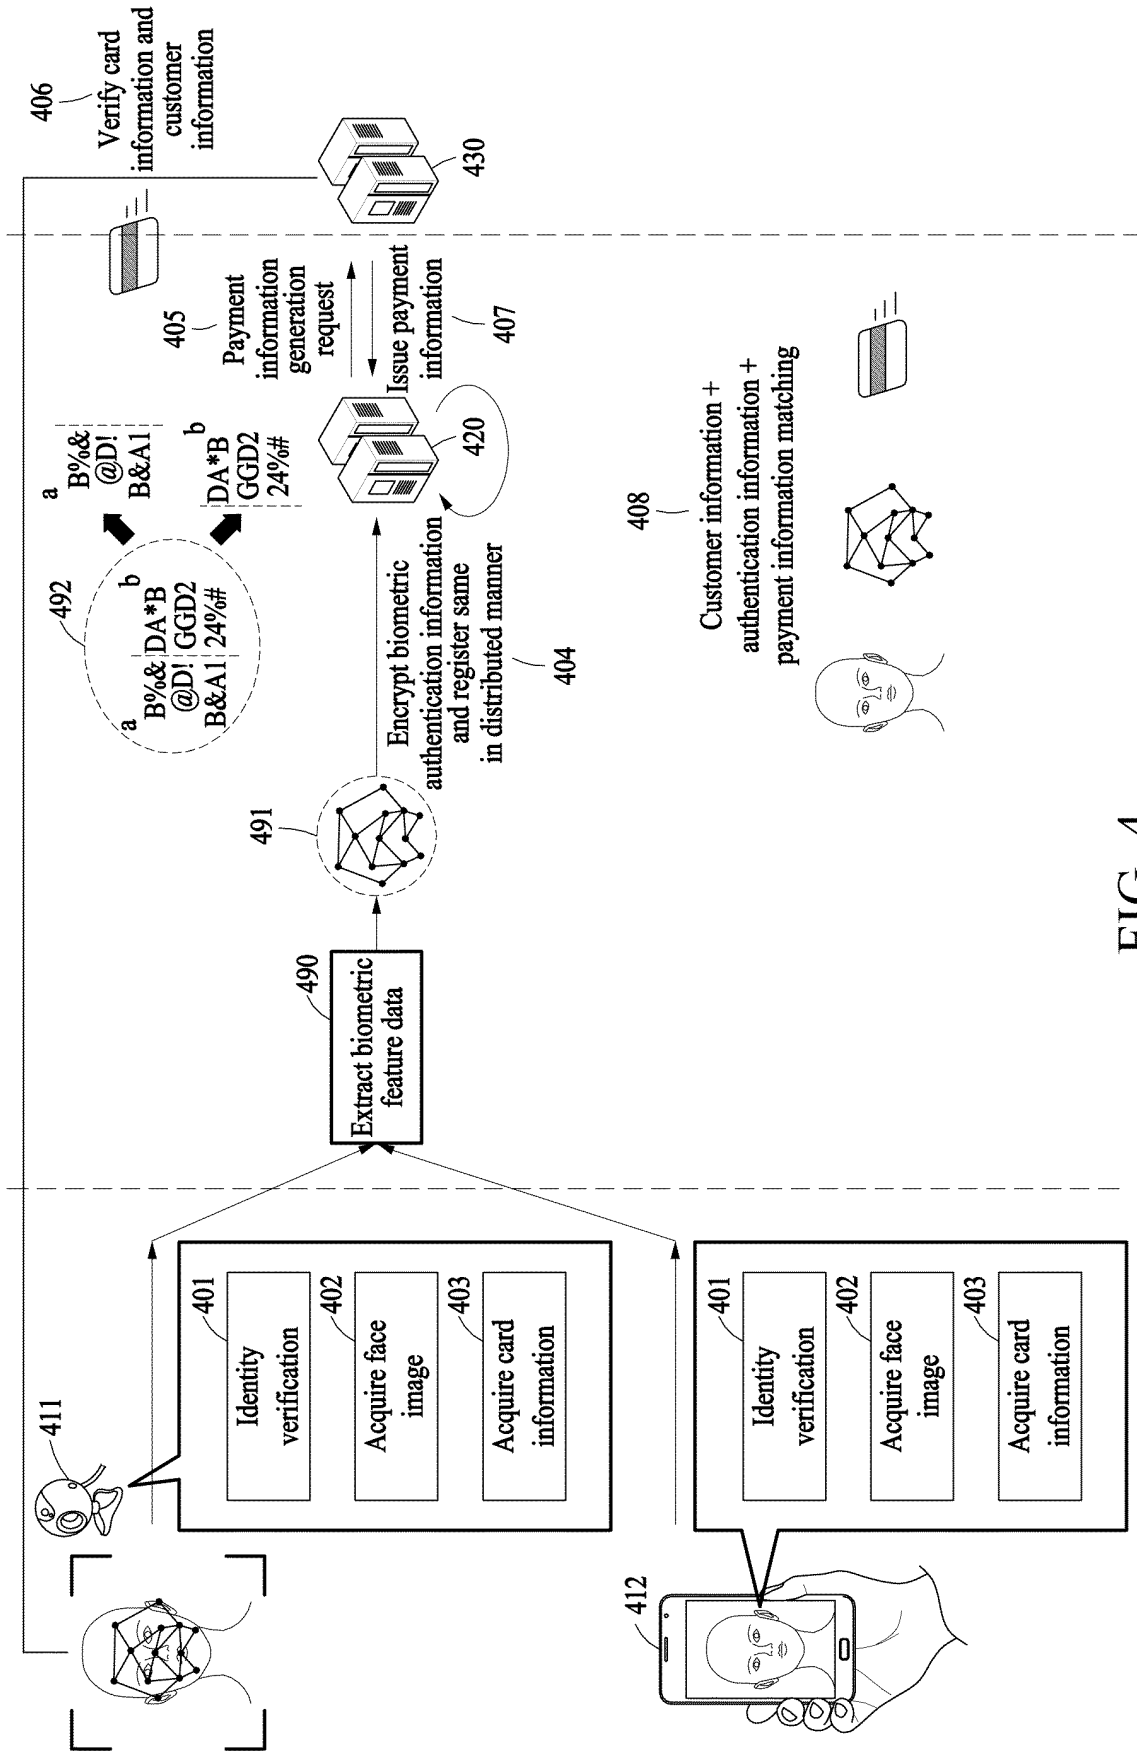 411
401
Identity
verification
402
Acquire face
image
403
Acquire card
information
412
401
Identity
verification
402
Acquire face
image
403
Acquire card
information
490
Extract biometric
feature data
491
404
Encrypt biometric
authentication information
and register same
in distributed manner
492
a
b
B%& DA*B
@D! GGD2
B&A1 24%#
a
B%&
@D!
B&A1
b
DA*B
GGD2
24%#
420
405
Payment
information
generation
request
Issue payment
information
407
430
406
Verify card
information and
customer
information
408
Customer information +
authentication information +
payment information matching